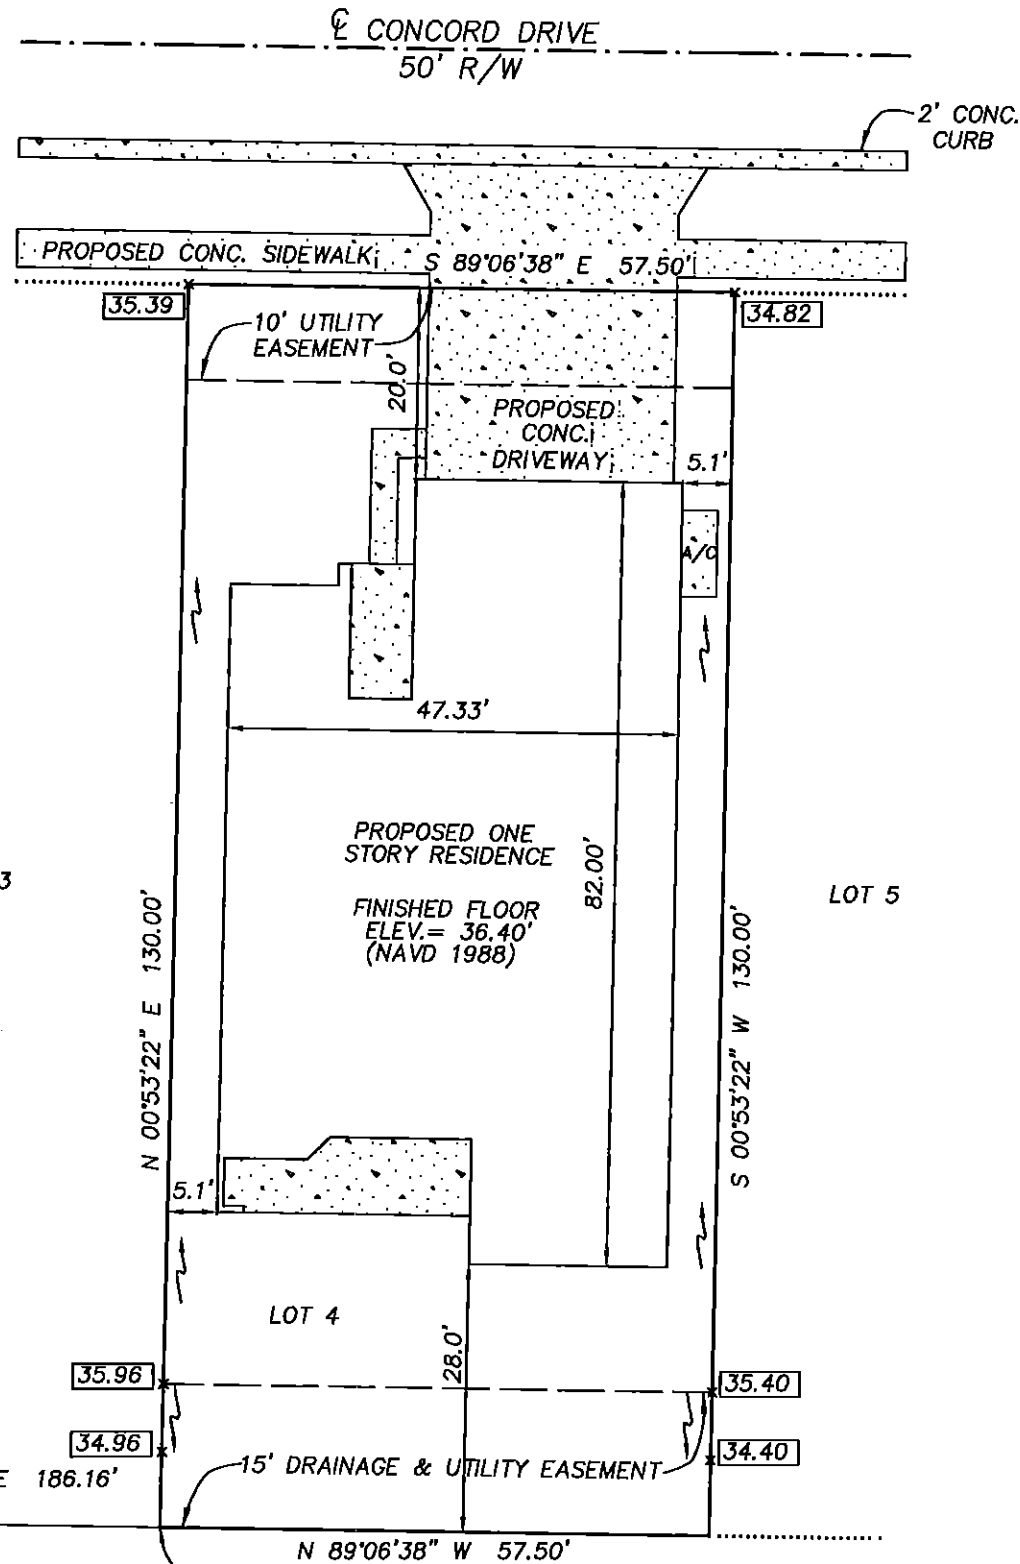 ℄ CONCORD DRIVE
50' R/W
2' CONC.
CURB
PROPOSED CONC. SIDEWALK
S 89°06'38" E 57.50'
35.39
34.82
10' UTILITY
EASEMENT
20.0'
PROPOSED
CONC.
DRIVEWAY
5.1'
A/C
47.33'
PROPOSED ONE
STORY RESIDENCE
82.00'
3
LOT 5
FINISHED FLOOR
ELEV.= 36.40'
(NAVD 1988)
N 00°53'22" E 130.00'
S 00°53'22" W 130.00'
5.1'
LOT 4
28.0'
35.96
35.40
34.96
34.40
E 186.16'
15' DRAINAGE & UTILITY EASEMENT
N 89°06'38" W 57.50'